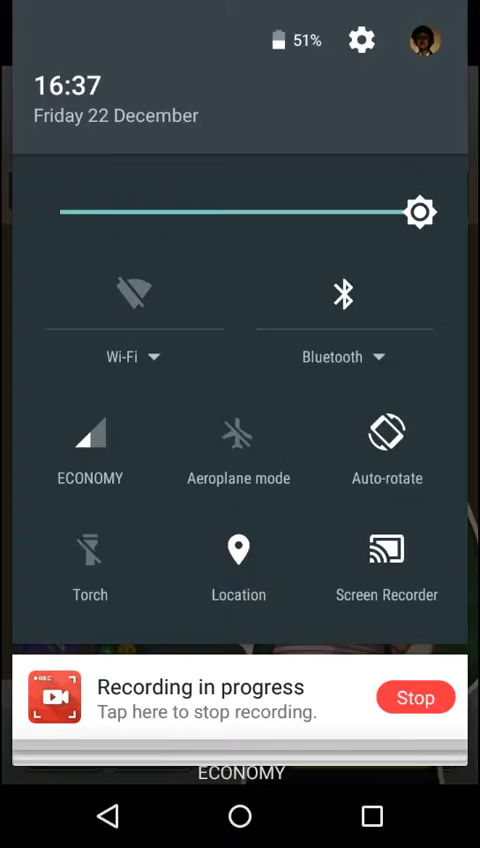 51%
16:37
Friday 22 December
Wi-Fi
Bluetooth
ECONOMY
Aeroplane mode
Auto-rotate
Torch
Location
Screen Recorder
REC
Recording in progress
Stop
Tap here to stop recording.
ECONOMY